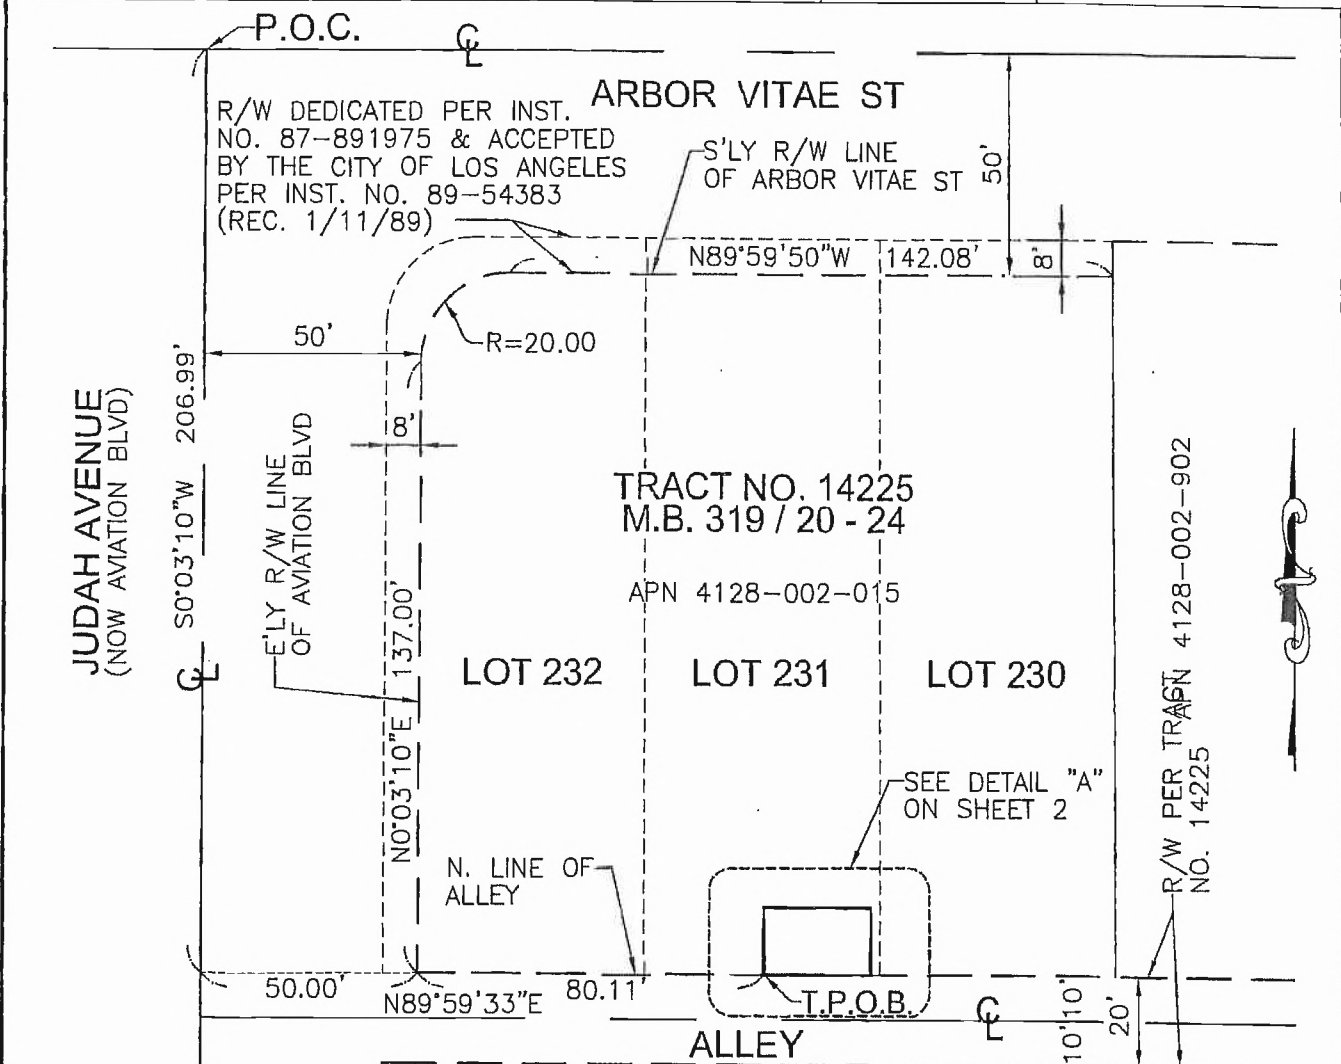 P.O.C.
CL
ARBOR VITAE ST
R/W DEDICATED PER INST.
NO. 87-891975 & ACCEPTED
BY THE CITY OF LOS ANGELES
PER INST. NO. 89-54383
(REC. 1/11/89)
S'LY R/W LINE
OF ARBOR VITAE ST
50'
N89°59'50"W 142.08'
8'
50'
R=20.00
8'
JUDAH AVENUE
(NOW AVIATION BLVD)
S0°03'10"W 206.99'
CL
E'LY R/W LINE
OF AVIATION BLVD
N0°03'10"E 137.00'
TRACT NO. 14225
M.B. 319 / 20 - 24
APN 4128-002-015
LOT 232
LOT 231
LOT 230
APN 4128-002-902
R/W PER TRACT
NO. 14225
SEE DETAIL "A"
ON SHEET 2
N. LINE OF
ALLEY
50.00'
N89°59'33"E
80.11'
T.P.O.B.
CL
10'
10'
20'
ALLEY